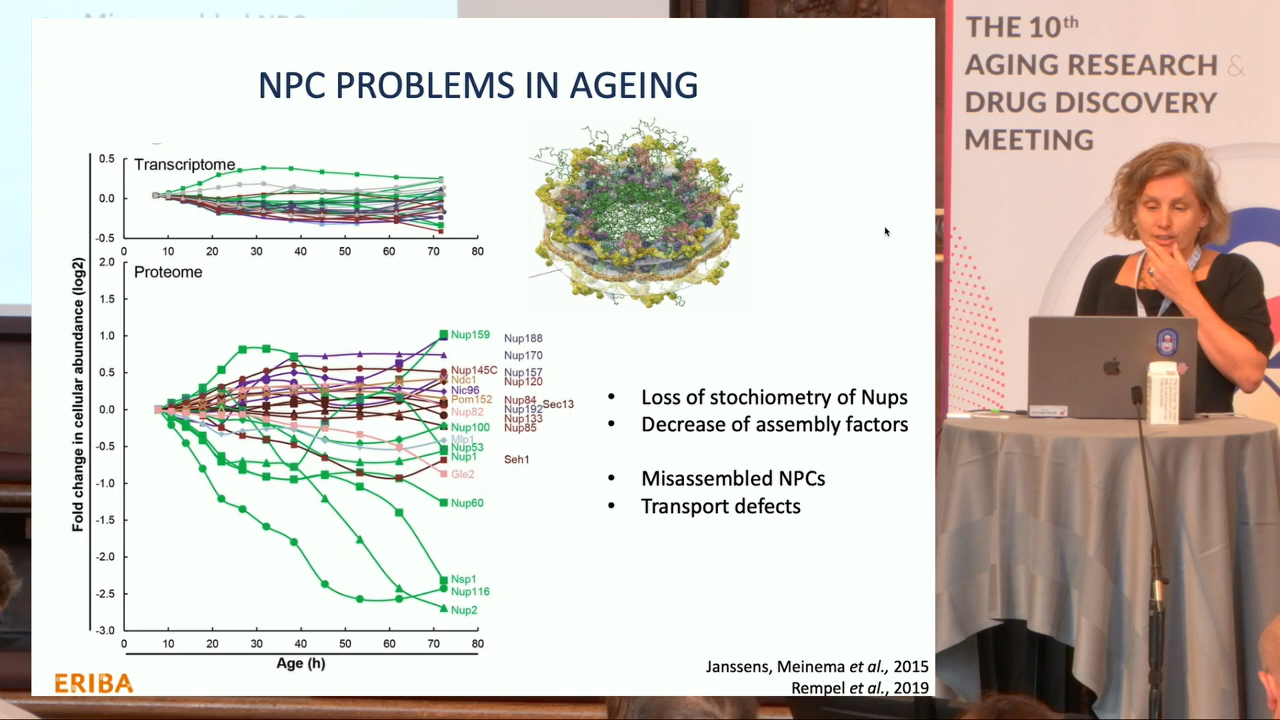 NPC PROBLEMS IN AGEING
0.5
Transcriptome
0.0
-0.5
0 10 20 30 40 50 60 70 80
2.0
Proteome
1.5
1.0
0.5
0.0
-0.5
-1.0
-1.5
-2.0
-2.5
-3.0
0 10 20 30 40 50 60 70 80
Fold change in cellular abundance (log2)
Age (h)
Nup159
Nup145C
Ndc1
Nic96
Pom152
Nup82
Nup100
Mlp1
Nup53
Nup1
Gle2
Nup60
Nsp1
Nup116
Nup2
Nup188
Nup170
Nup157
Nup120
Nup84
Sec13
Nup192
Nup133
Nup85
Seh1
• Loss of stochiometry of Nups
• Decrease of assembly factors
• Misassembled NPCs
• Transport defects
Janssens, Meinema et al., 2015
Rempel et al., 2019
ERIBA
THE 10th
AGING RESEARCH &
DRUG DISCOVERY
MEETING